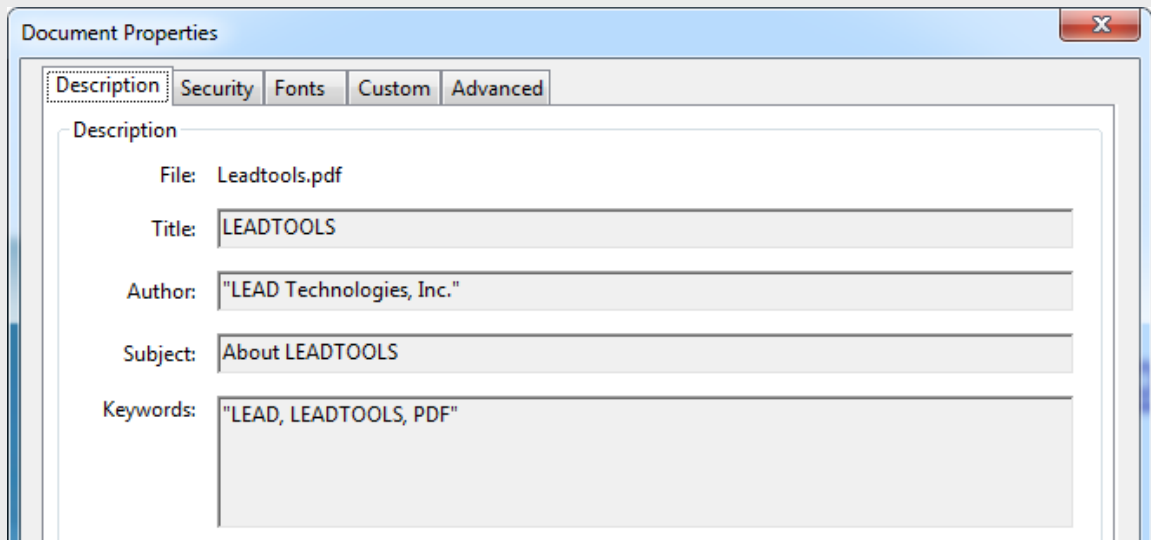 Document Properties
Description Security Fonts Custom Advanced
Description
File: Leadtools.pdf
Title: LEADTOOLS
Author: "LEAD Technologies, Inc."
Subject: About LEADTOOLS
Keywords: "LEAD, LEADTOOLS, PDF"